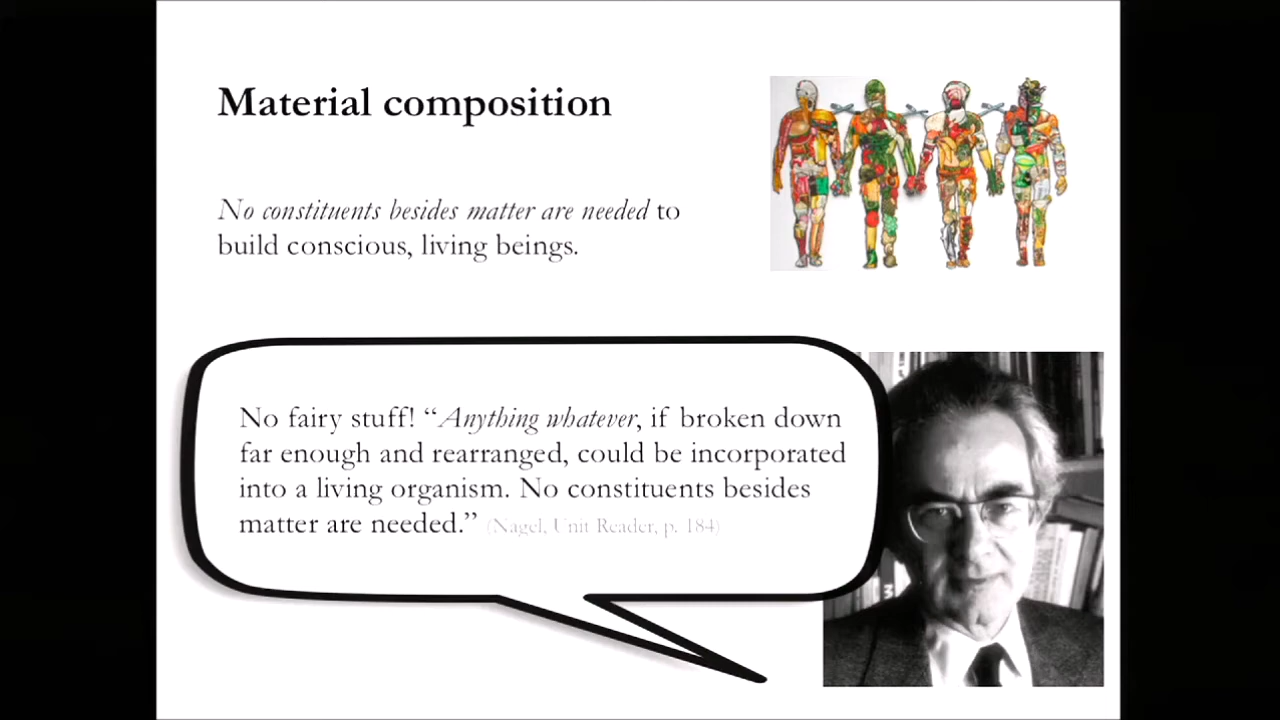 Material composition
No constituents besides matter are needed to
build conscious, living beings.
No fairy stuff! “Anything whatever, if broken down
far enough and rearranged, could be incorporated
into a living organism. No constituents besides
matter are needed.” (Nagel, Unit Reader, p. 184)